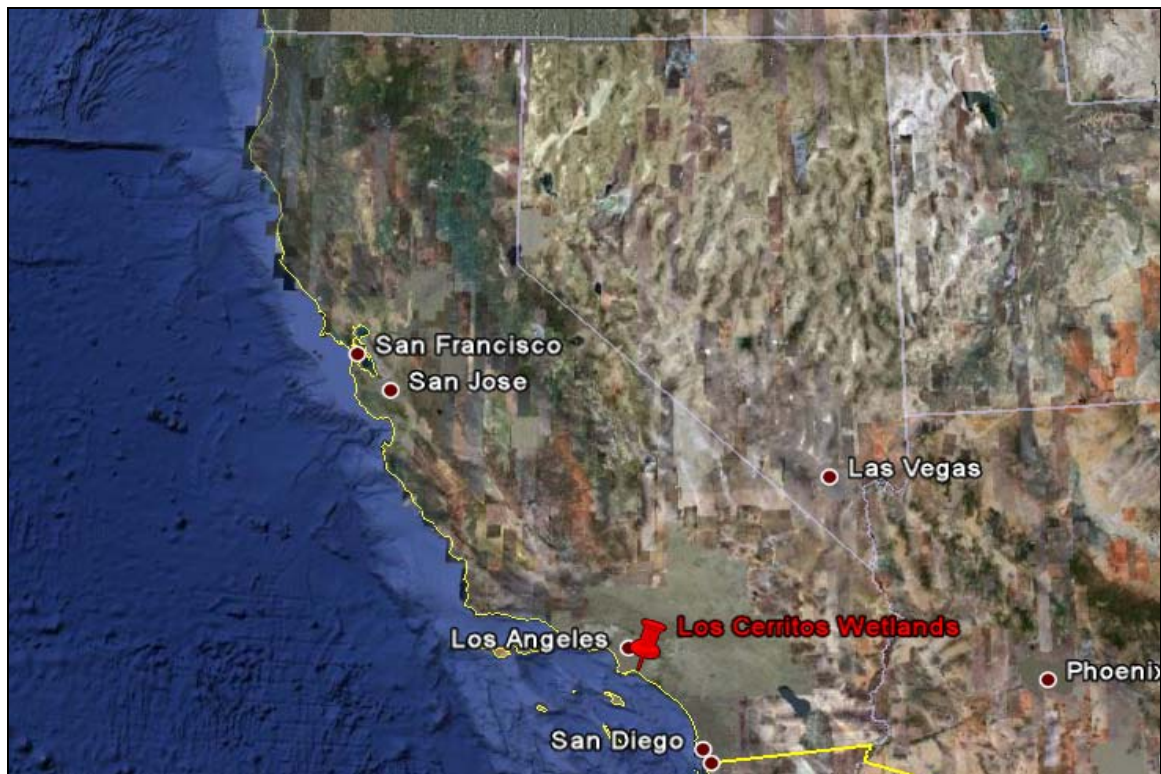 San Francisco
San Jose
Las Vegas
Los Cerritos Wetlands
Los Angeles
Phoenix
San Diego